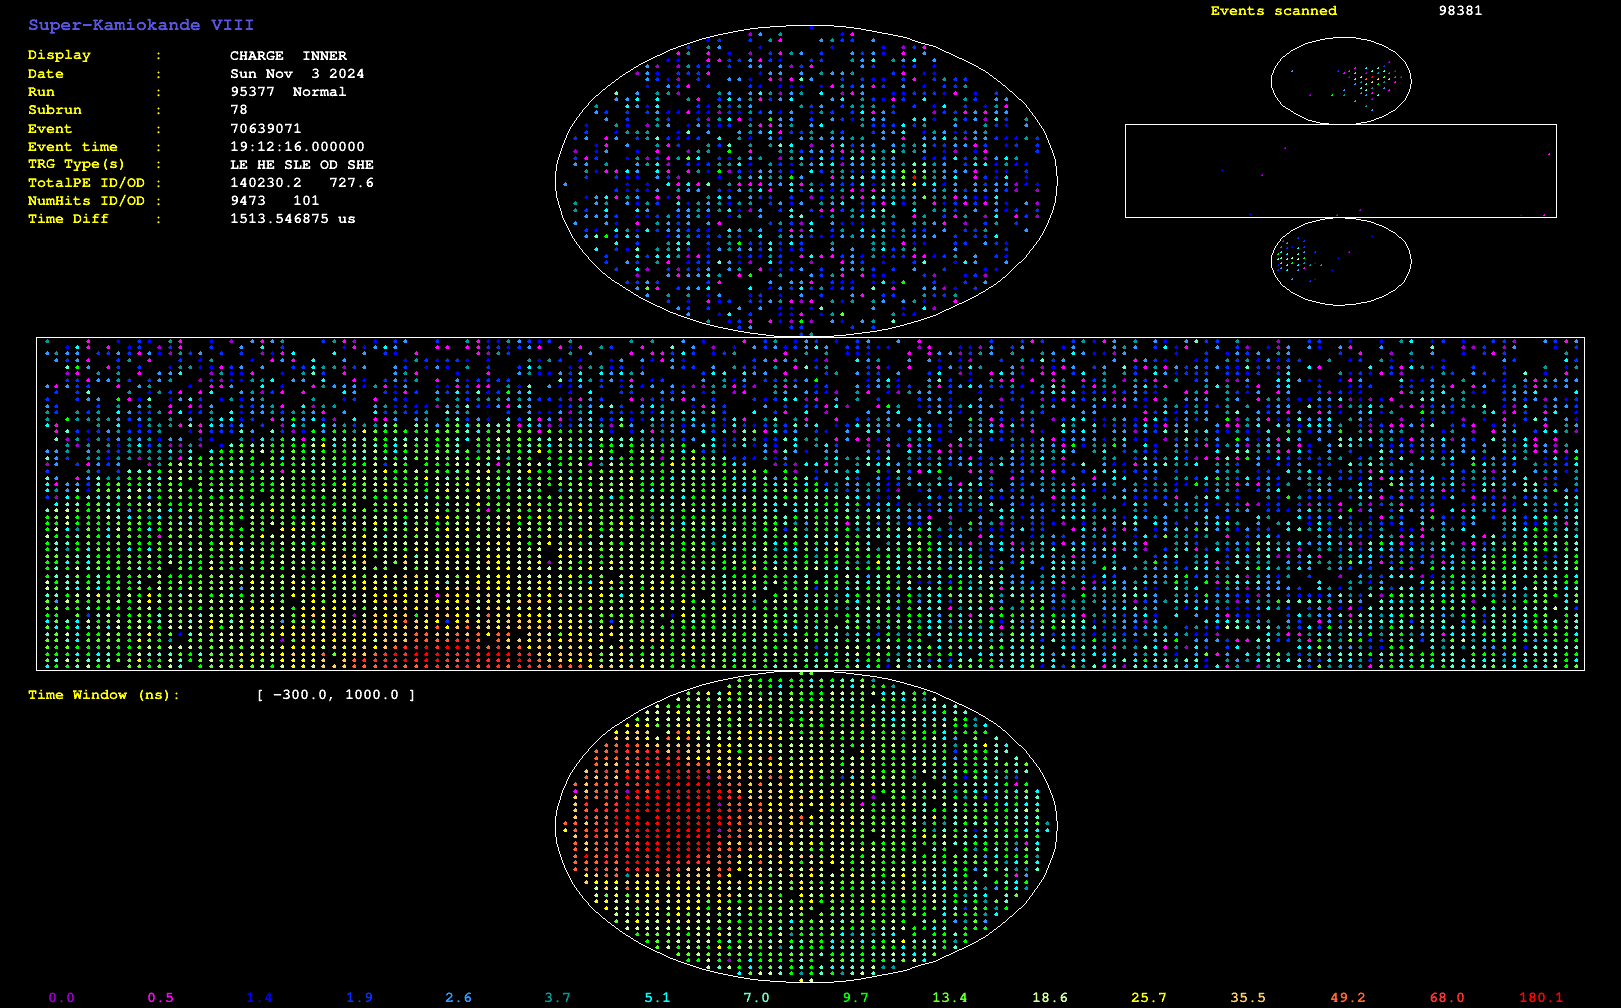 Super-Kamiokande VIII
Events scanned 98381
Display : CHARGE INNER
Date : Sun Nov 3 2024
Run : 95377 Normal
Subrun : 78
Event : 70639071
Event time : 19:12:16.000000
TRG Type(s) : LE HE SLE OD SHE
TotalPE ID/OD : 140230.2 727.6
NumHits ID/OD : 9473 101
Time Diff : 1513.546875 us
Time Window (ns): [ -300.0, 1000.0 ]
0.0 0.5 1.4 1.9 2.6 3.7 5.1 7.0 9.7 13.4 18.6 25.7 35.5 49.2 68.0 180.1